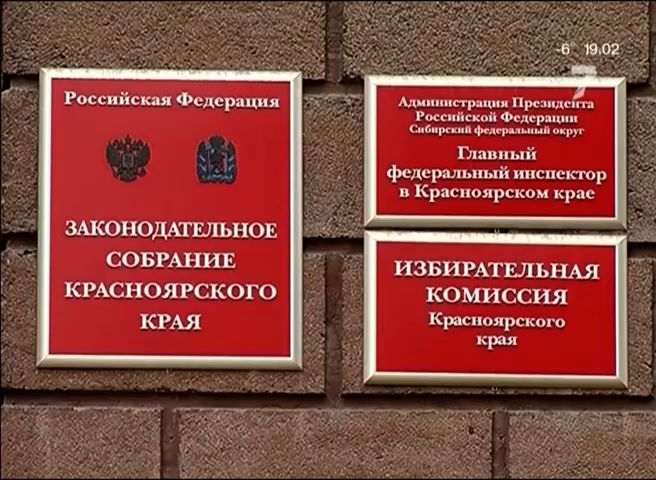 -6° 19.02
7
Российская Федерация
ЗАКОНОДАТЕЛЬНОЕ
СОБРАНИЕ
КРАСНОЯРСКОГО
КРАЯ
Администрация Президента
Российской Федерации
Сибирский федеральный округ
Главный
федеральный инспектор
в Красноярском крае
ИЗБИРАТЕЛЬНАЯ
КОМИССИЯ
Красноярского
края